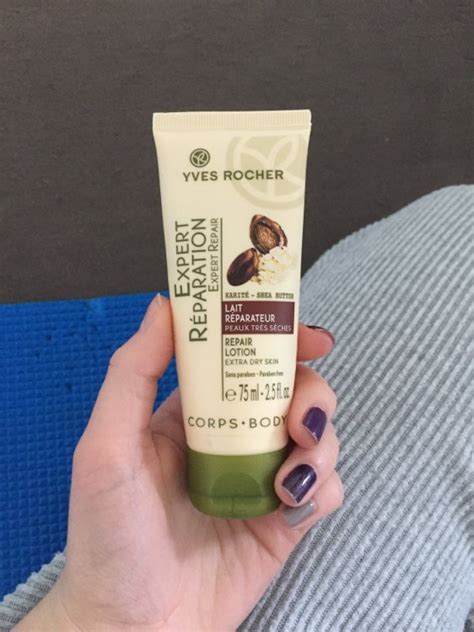 YVES ROCHER
EXPERT
RÉPARATION
EXPERT REPAIR
KARITÉ - SHEA BUTTER
LAIT
RÉPARATEUR
PEAUX TRÈS SÈCHES
REPAIR
LOTION
EXTRA DRY SKIN
Sans paraben - Paraben-free
e 75 ml - 2.5 fl. oz.
CORPS • BODY